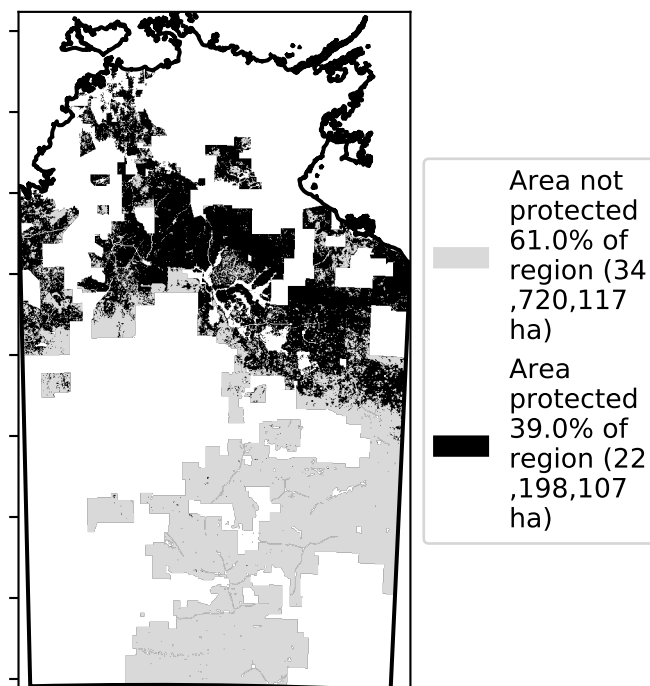 Area not
protected
61.0% of
region (34
,720,117
ha)
Area
protected
39.0% of
region (22
,198,107
ha)